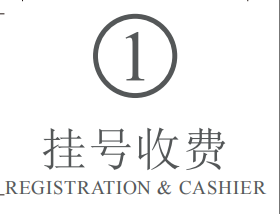 1
挂号收费
REGISTRATION & CASHIER